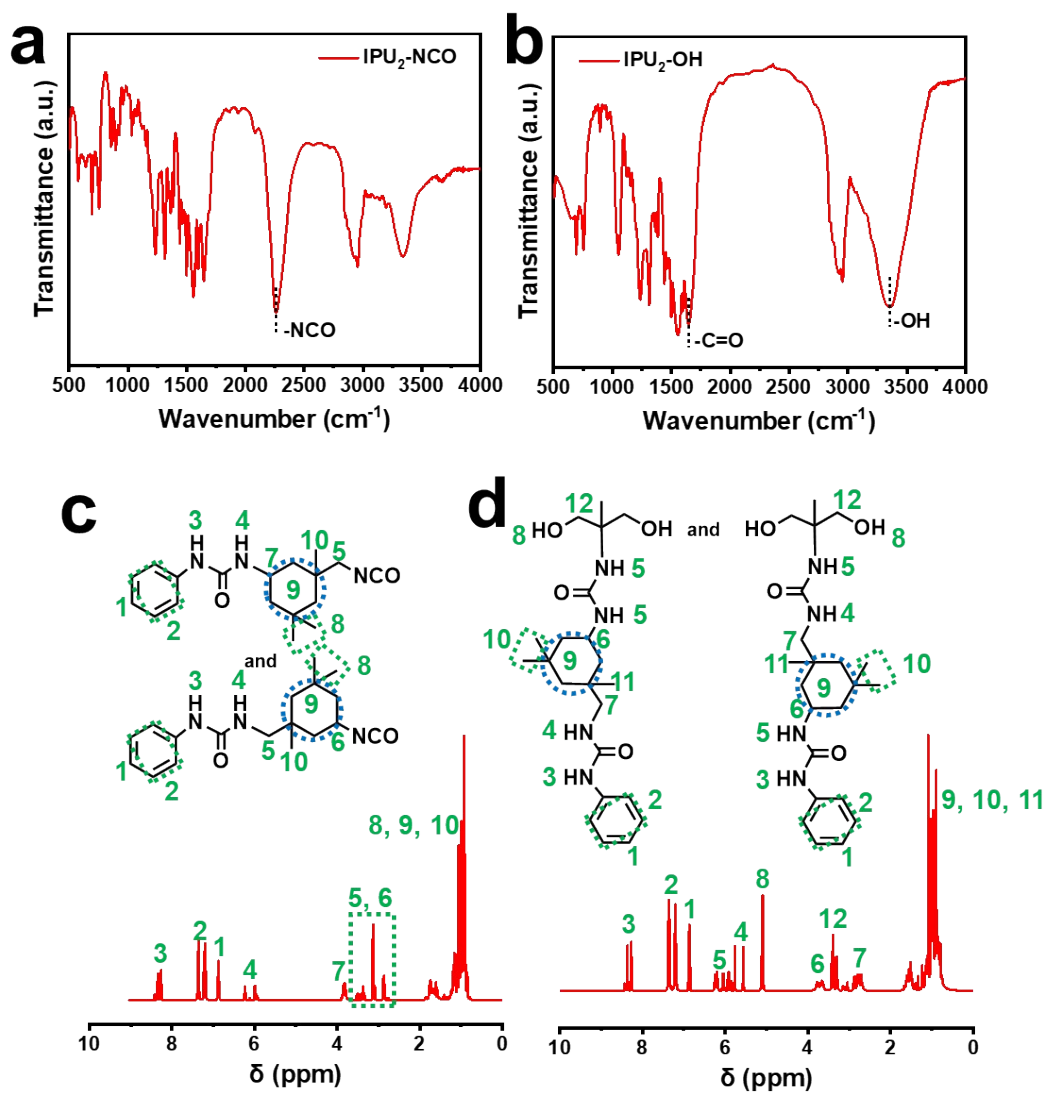 a
IPU2-NCO
Transmittance (a.u.)
-NCO
500 1000 1500 2000 2500 3000 3500 4000
Wavenumber (cm-1)
b
IPU2-OH
Transmittance (a.u.)
-C=O
-OH
500 1000 1500 2000 2500 3000 3500 4000
Wavenumber (cm-1)
c
3 4
H H
N N
O
7
10
5
NCO
9
8
1
2
and
8
3 4
H H
N N
O
9
NCO
5
10
6
1
2
8, 9, 10
5, 6
3
2
1
4
7
10 8 6 4 2 0
δ (ppm)
d
12
8 HO OH
NH 5
O
NH 5
6
10
9
11
7
4 HN
O
3 HN
2
1
and
12
HO OH 8
NH 5
O
NH 4
7
11
9
10
6
5 HN
O
3 HN
2
1
9, 10, 11
3
2
1
5
4
8
6
12
7
10 8 6 4 2 0
δ (ppm)